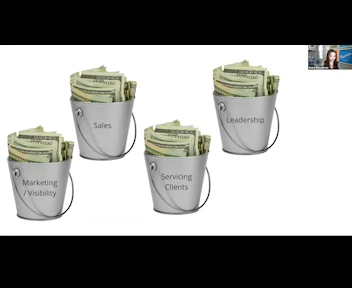 Sales
Leadership
Marketing
/ Visibility
Servicing
Clients